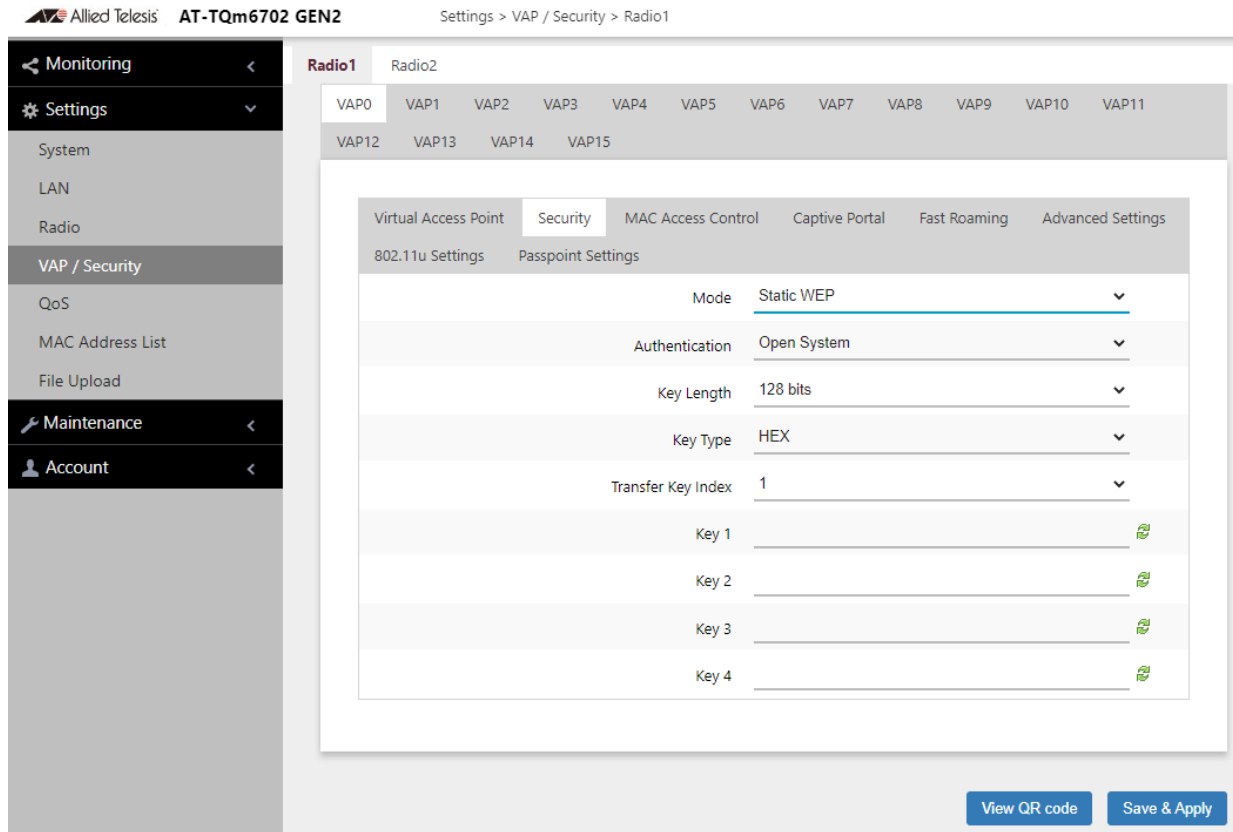 Allied Telesis AT-TQm6702 GEN2 Settings > VAP / Security > Radio1
Monitoring
Settings
System
LAN
Radio
VAP / Security
QoS
MAC Address List
File Upload
Maintenance
Account
Radio1 Radio2
VAP0 VAP1 VAP2 VAP3 VAP4 VAP5 VAP6 VAP7 VAP8 VAP9 VAP10 VAP11
VAP12 VAP13 VAP14 VAP15
Virtual Access Point Security MAC Access Control Captive Portal Fast Roaming Advanced Settings
802.11u Settings Passpoint Settings
Mode Static WEP
Authentication Open System
Key Length 128 bits
Key Type HEX
Transfer Key Index 1
Key 1
Key 2
Key 3
Key 4
View QR code Save & Apply